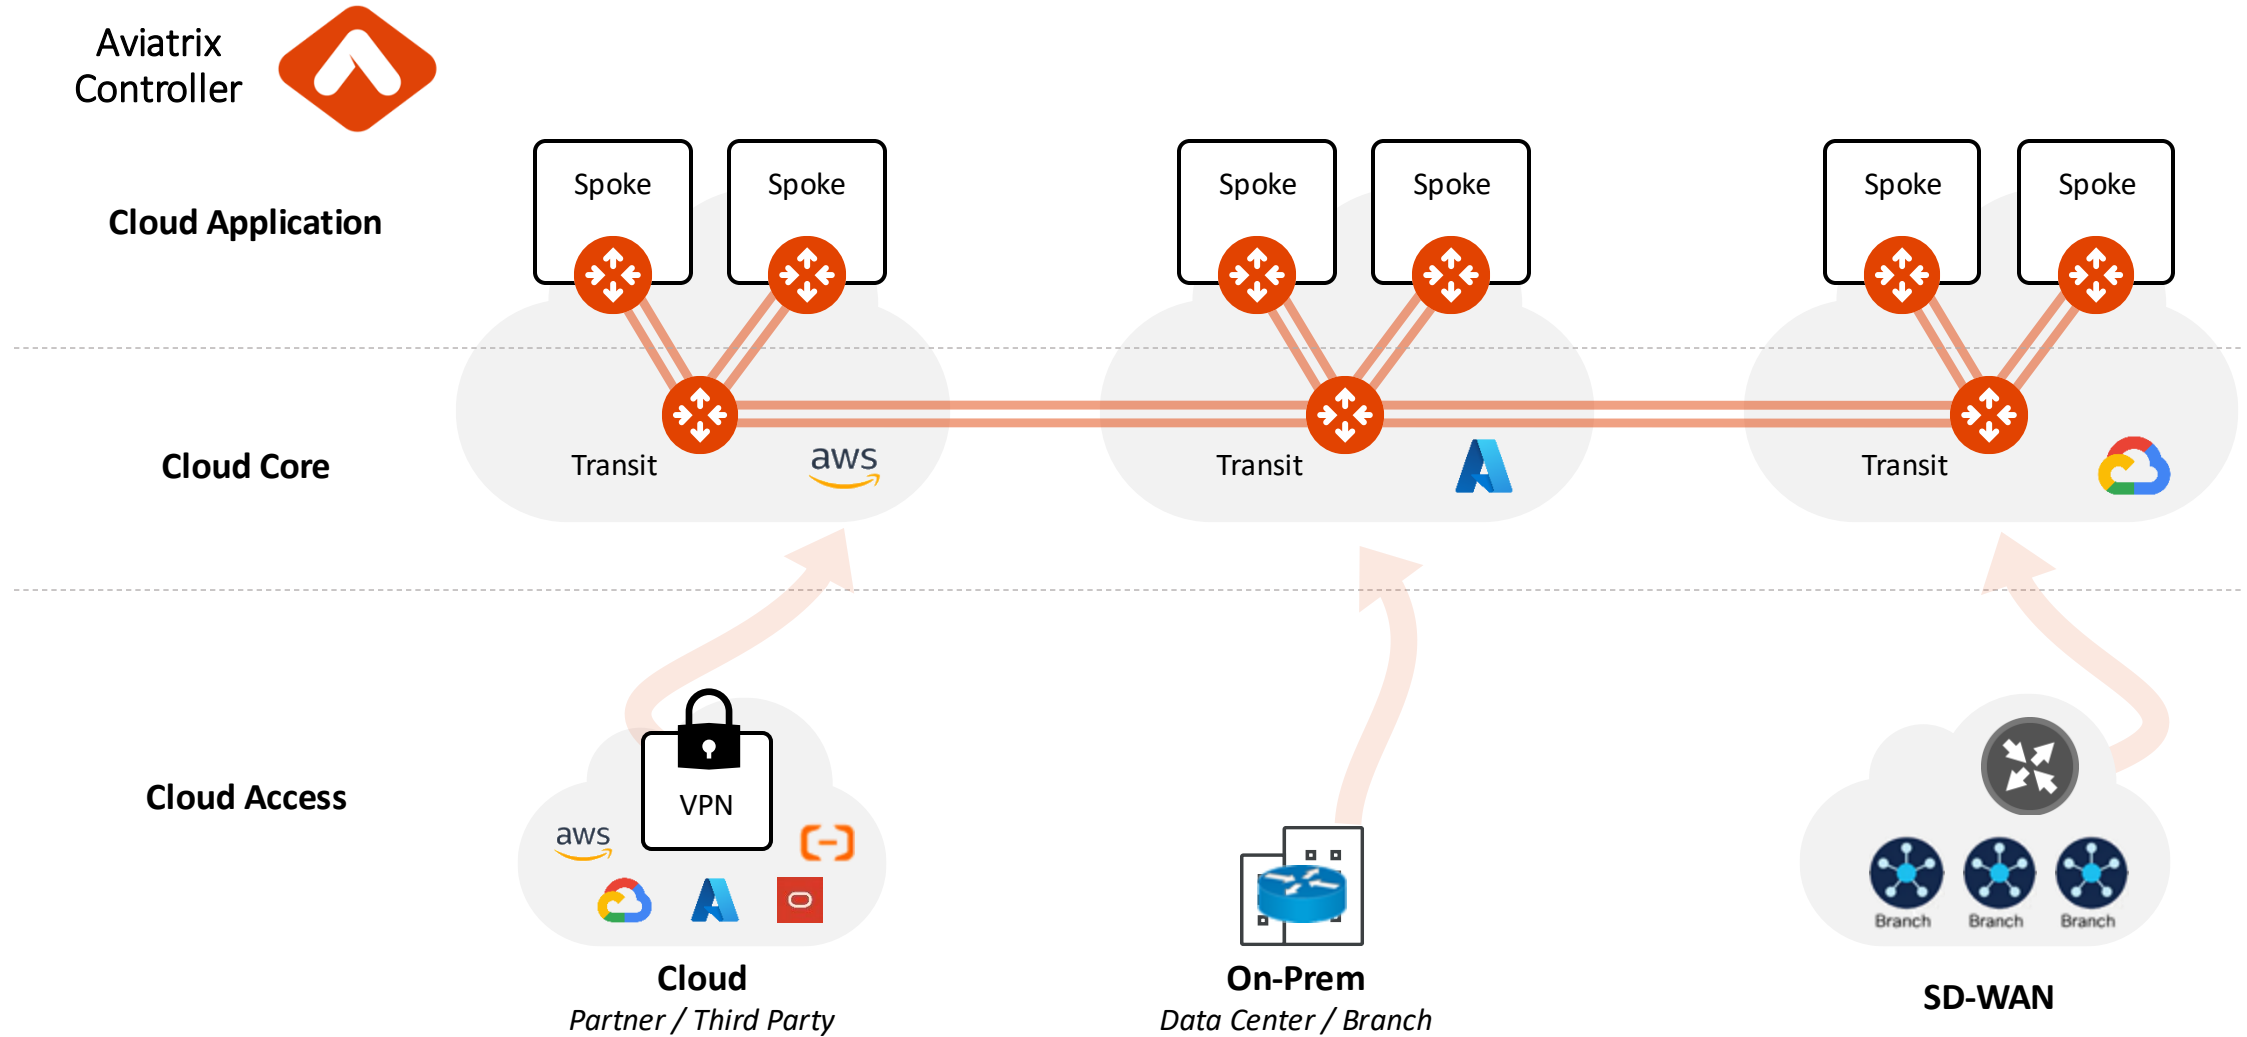 Aviatrix
Controller
Spoke
Spoke
Spoke
Spoke
Spoke
Spoke
Cloud Application
Cloud Core
Transit
aws
Transit
Transit
Cloud Access
VPN
aws
Branch
Branch
Branch
Cloud
Partner / Third Party
On-Prem
Data Center / Branch
SD-WAN